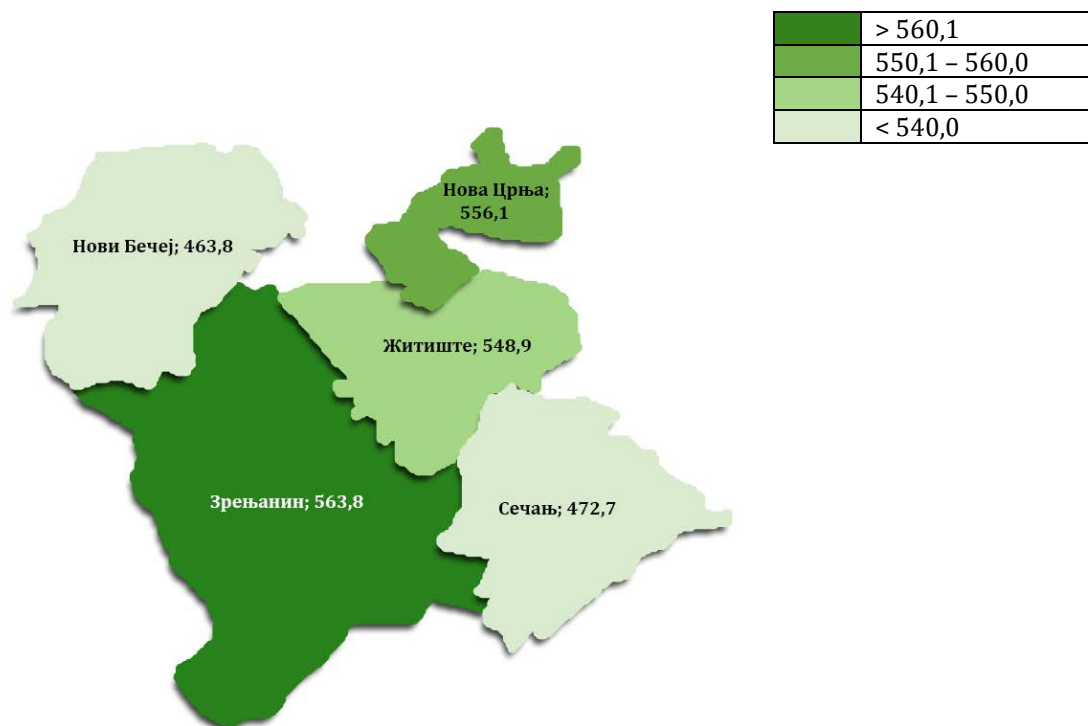 > 560,1
550,1 – 560,0
540,1 – 550,0
< 540,0
Нова Црња;
556,1
Нови Бечеј; 463,8
Житиште; 548,9
Зрењанин; 563,8
Сечањ; 472,7